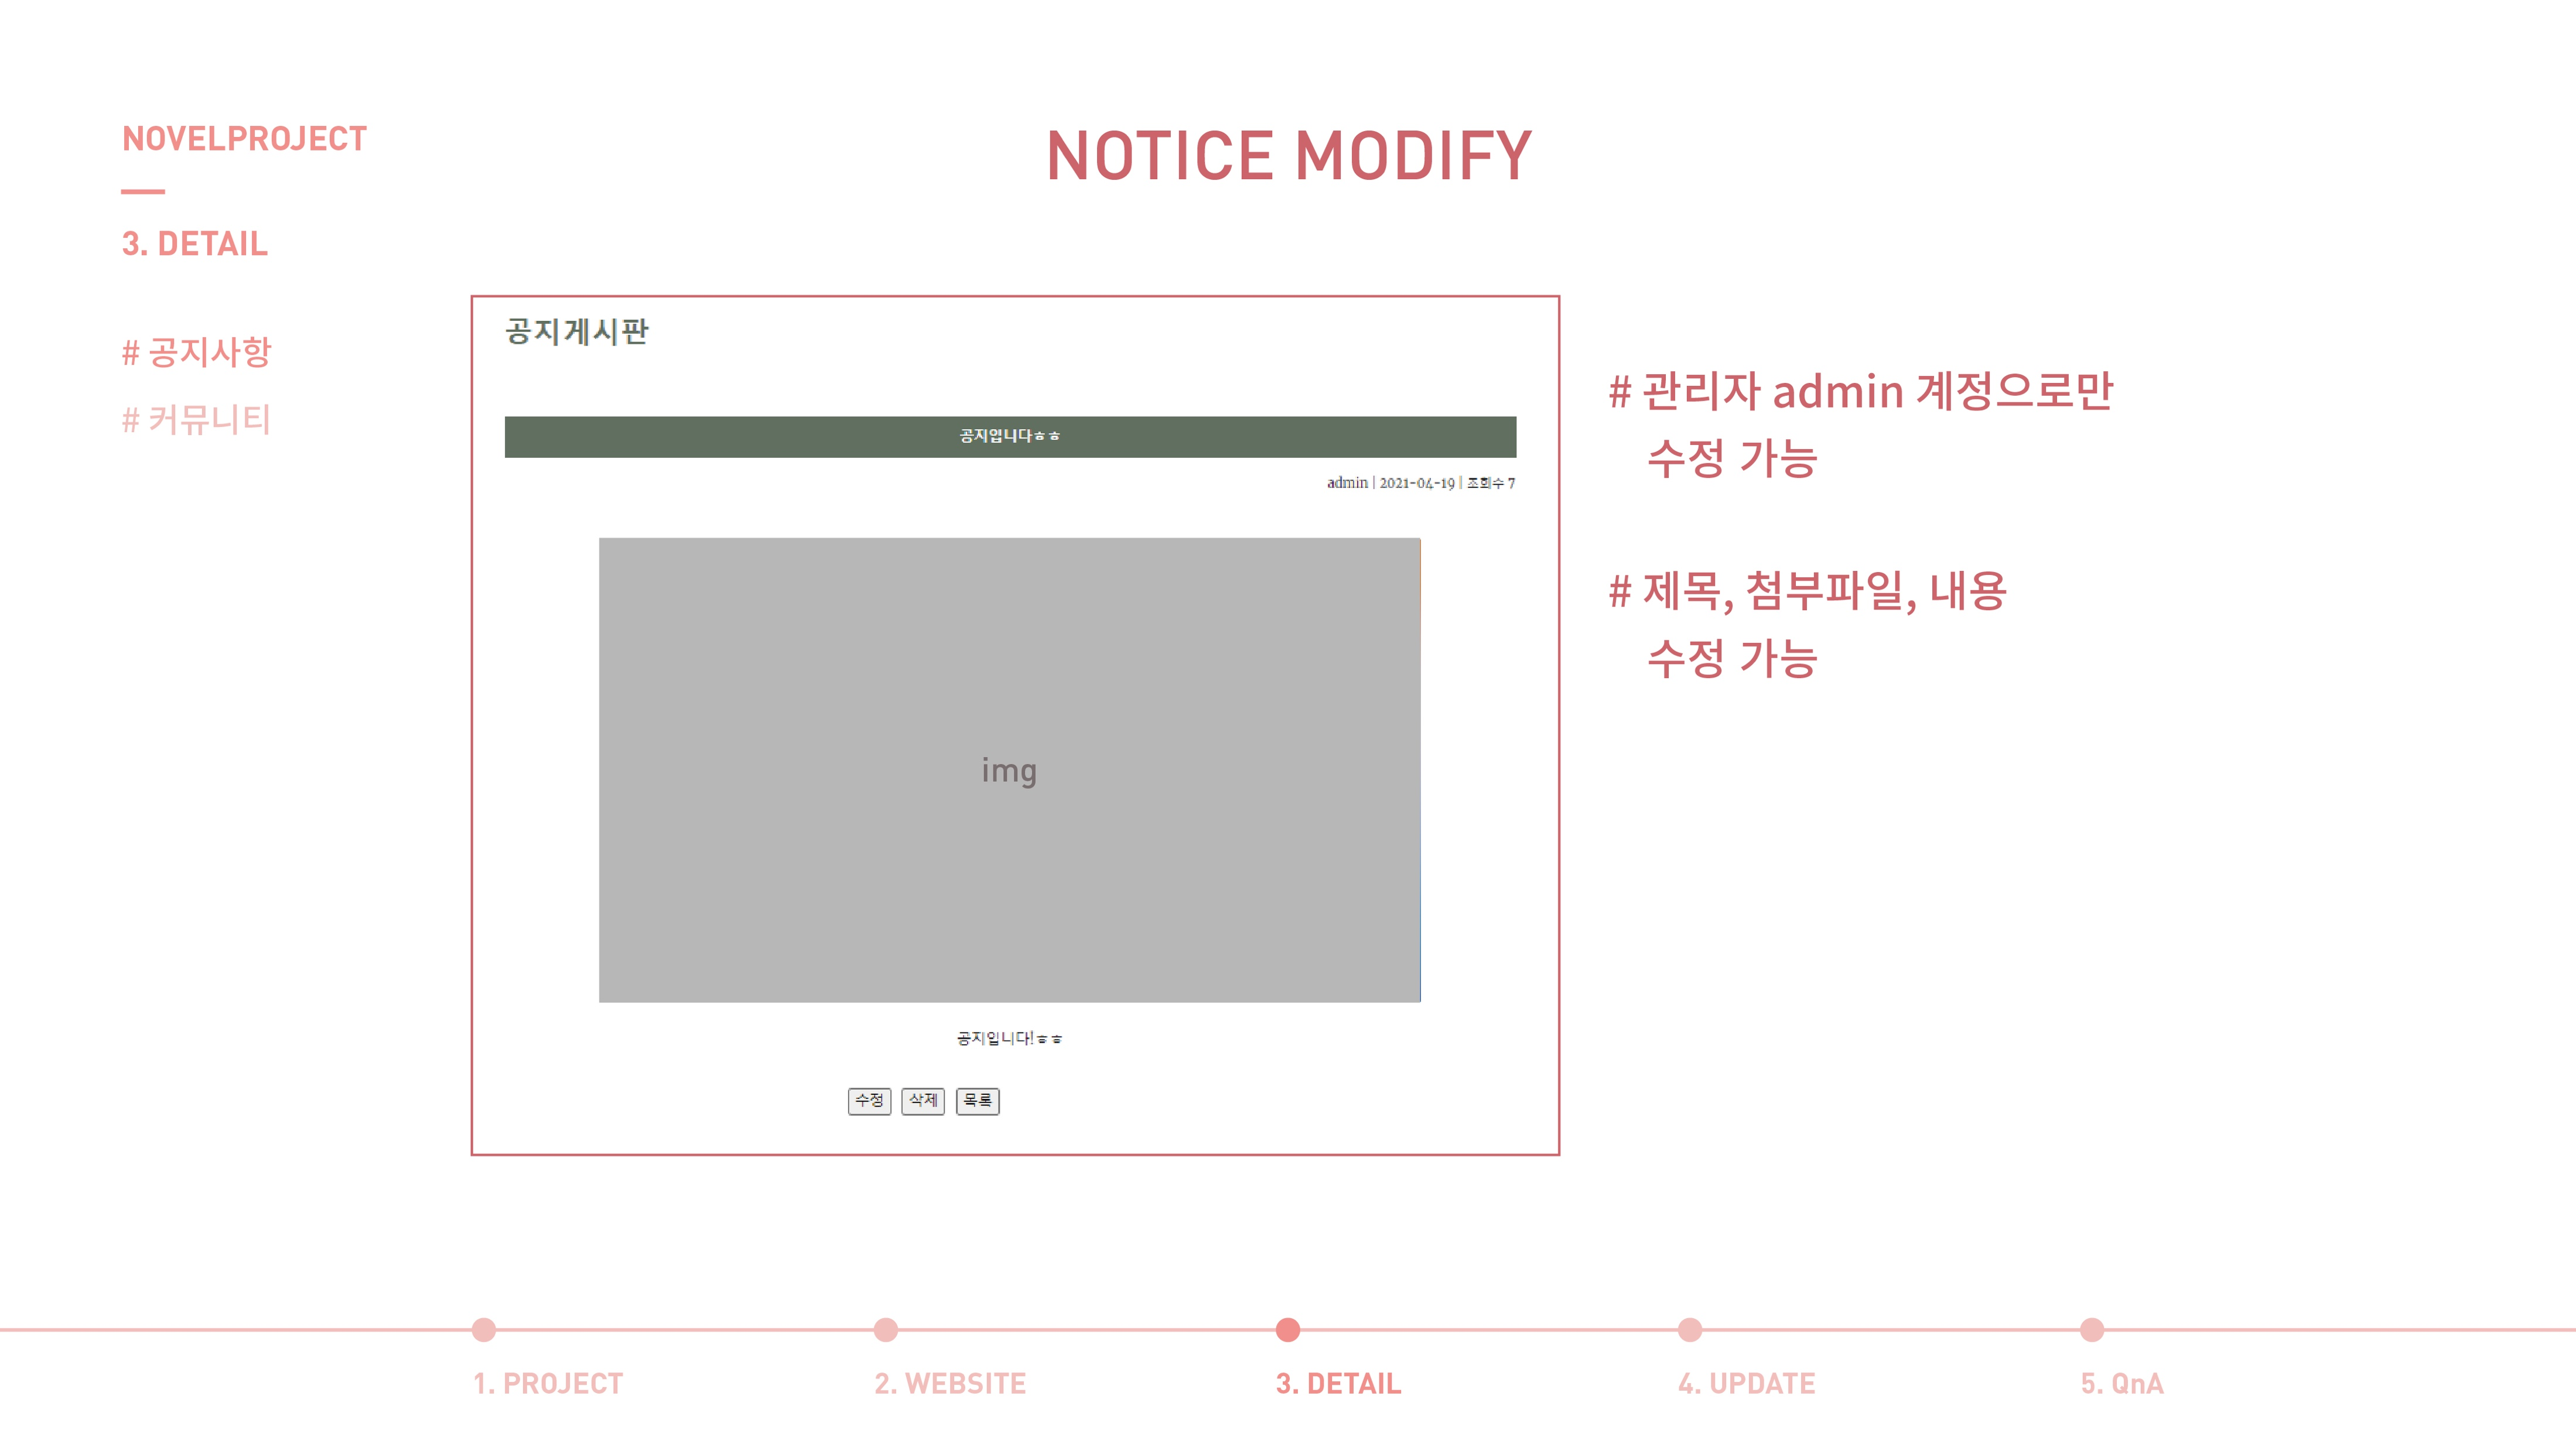 NOVELPROJECT
3. DETAIL
# 공지사항
# 커뮤니티
NOTICE MODIFY
공지게시판
공지입니다ㅎㅎ
admin | 2021-04-19 | 조회수 7
img
공지입니다!ㅎㅎ
수정 삭제 목록
# 관리자 admin 계정으로만
수정 가능
# 제목, 첨부파일, 내용
수정 가능
1. PROJECT
2. WEBSITE
3. DETAIL
4. UPDATE
5. QnA